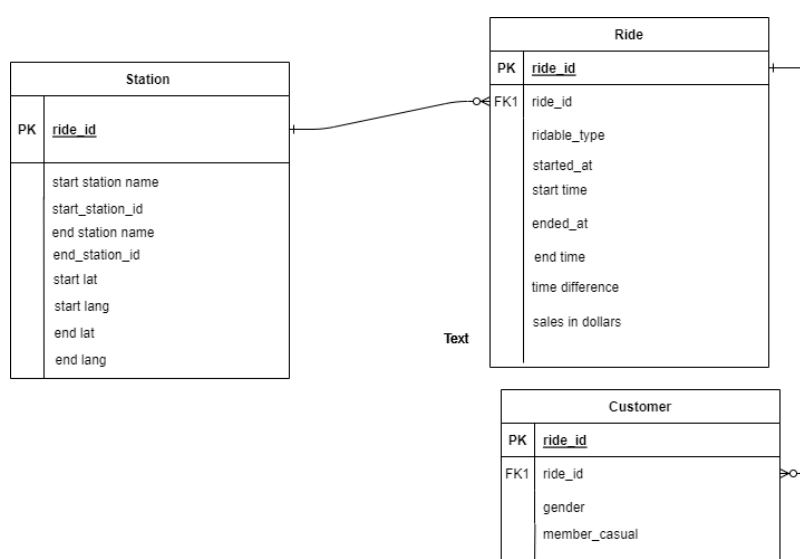 Station
PK ride_id
start station name
start_station_id
end station name
end_station_id
start lat
start lang
end lat
end lang
Ride
PK ride_id
FK1 ride_id
ridable_type
started_at
start time
ended_at
end time
time difference
sales in dollars
Text
Customer
PK ride_id
FK1 ride_id
gender
member_casual